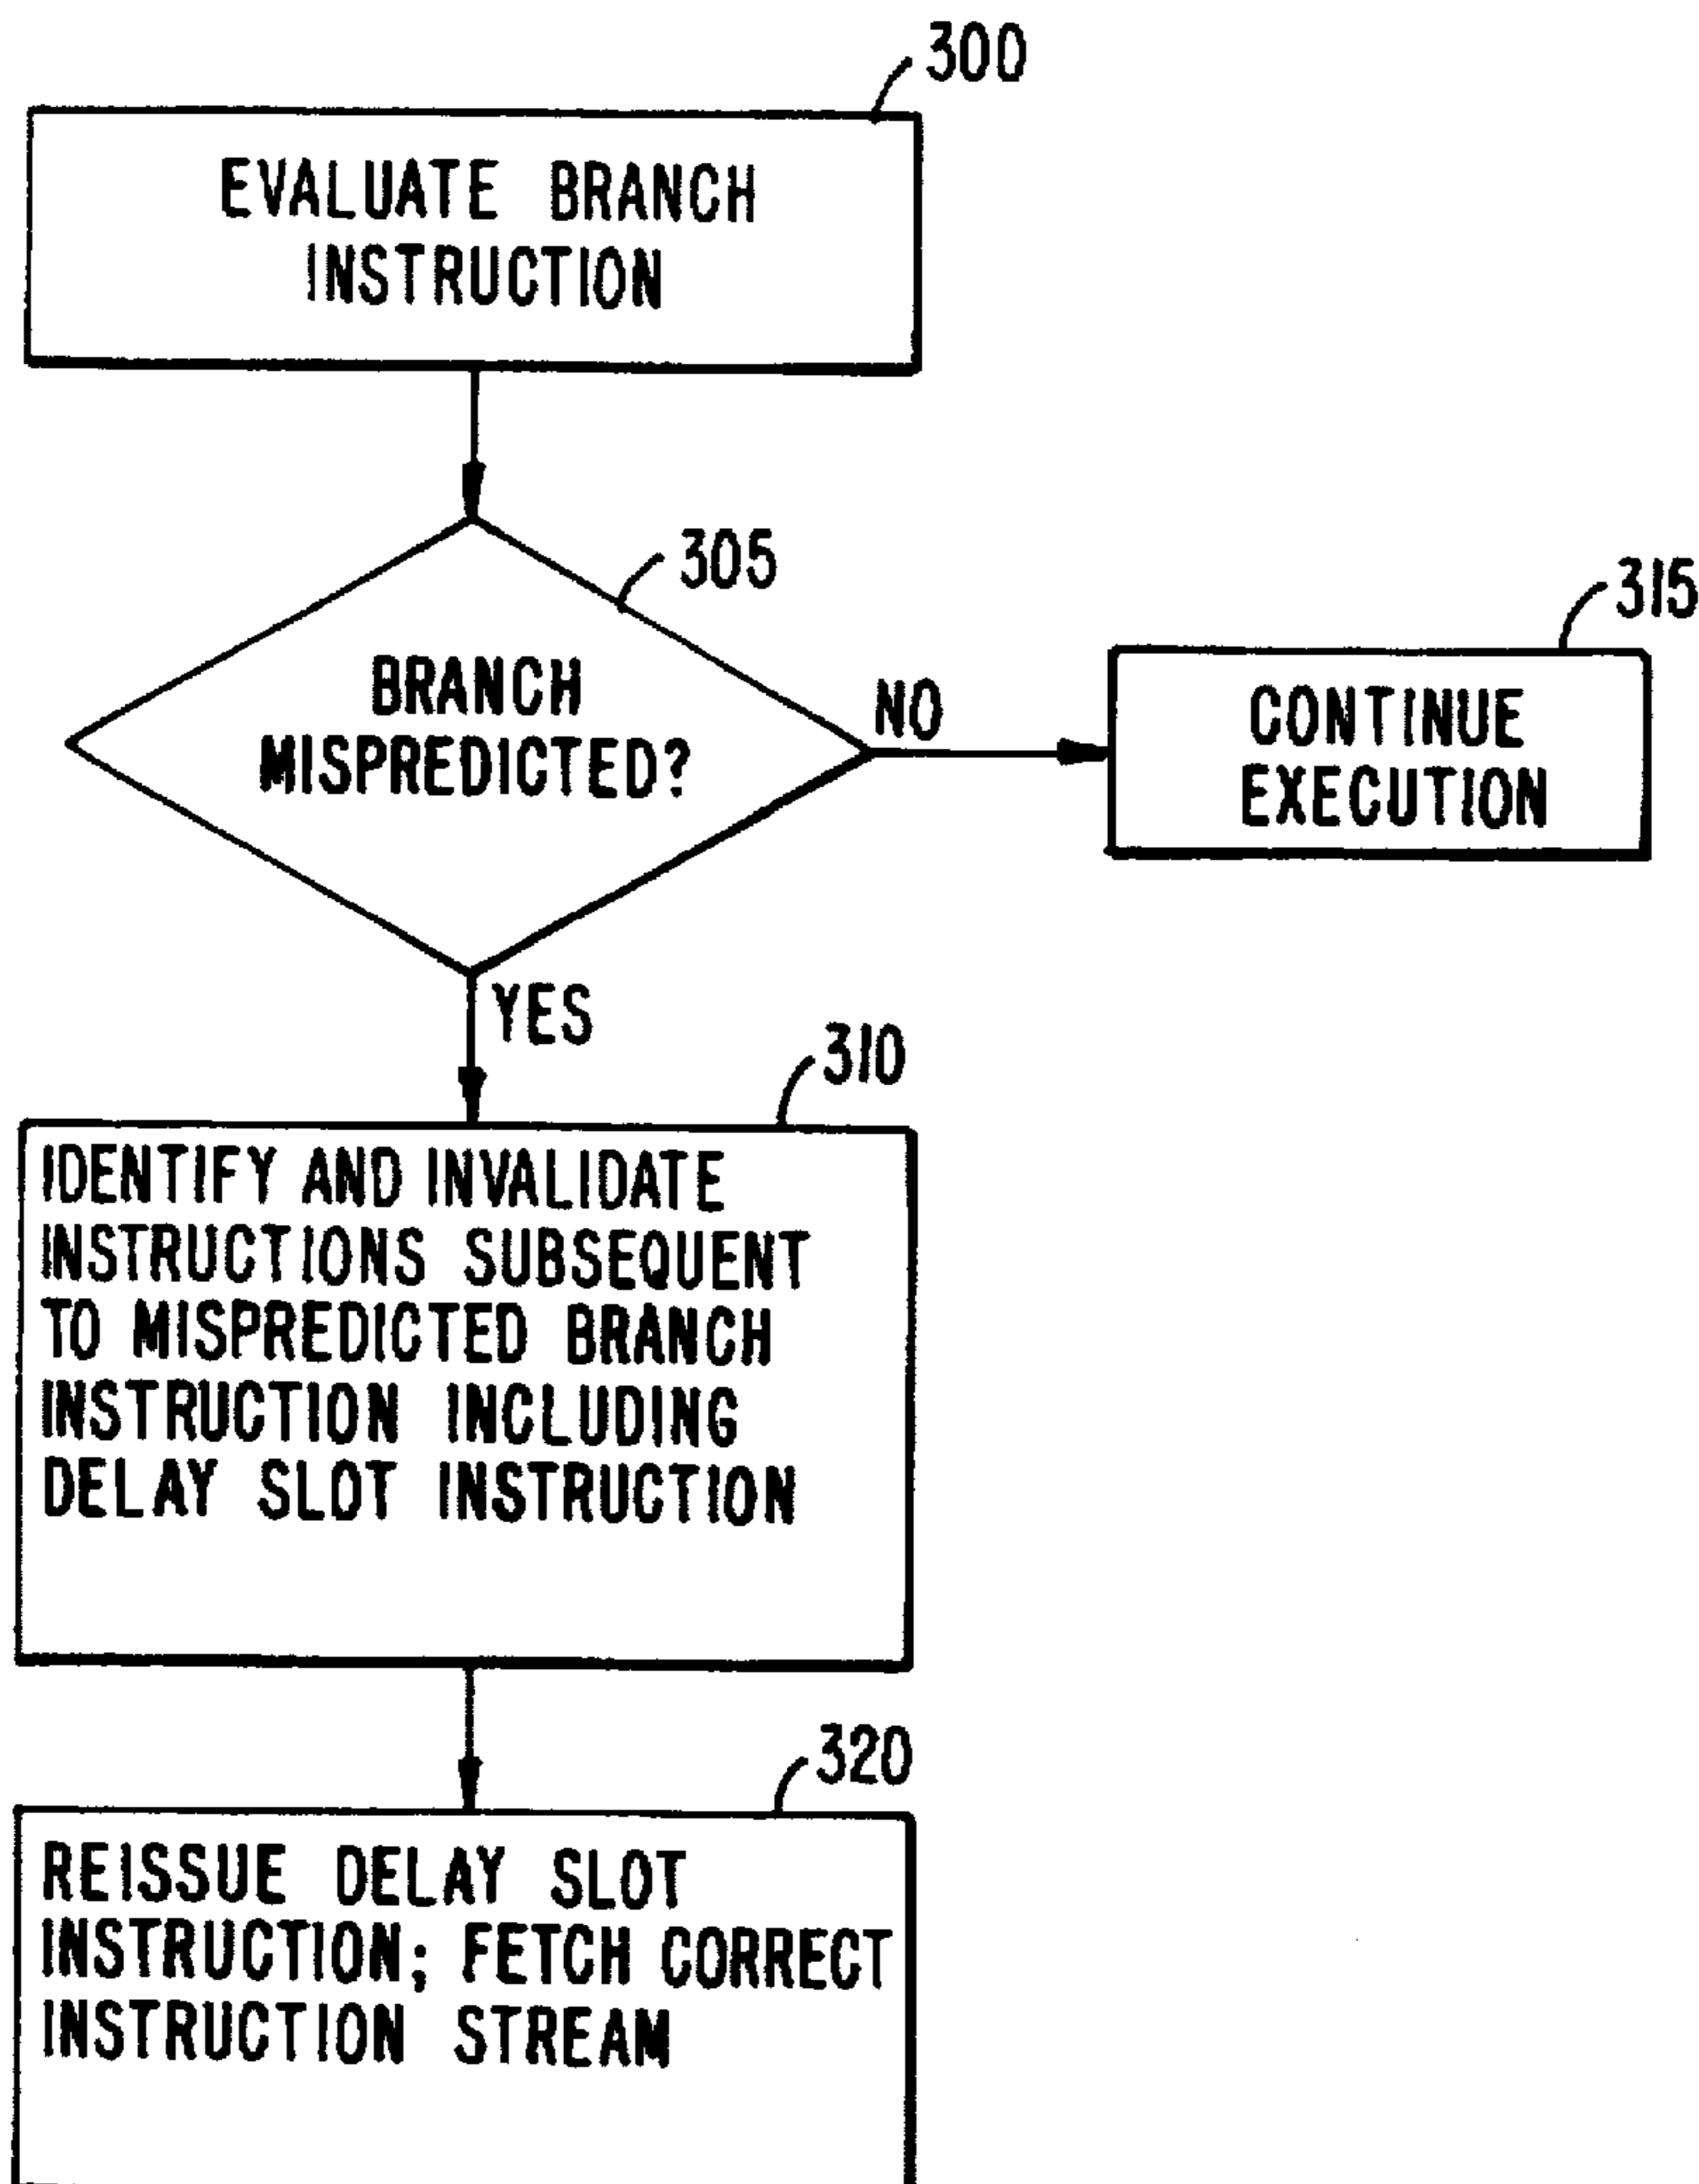 300
EVALUATE BRANCH
INSTRUCTION
305
BRANCH
MISPREDICTED?
NO
315
CONTINUE
EXECUTION
YES
310
IDENTIFY AND INVALIDATE
INSTRUCTIONS SUBSEQUENT
TO MISPREDICTED BRANCH
INSTRUCTION INCLUDING
DELAY SLOT INSTRUCTION
320
REISSUE DELAY SLOT
INSTRUCTION; FETCH CORRECT
INSTRUCTION STREAM